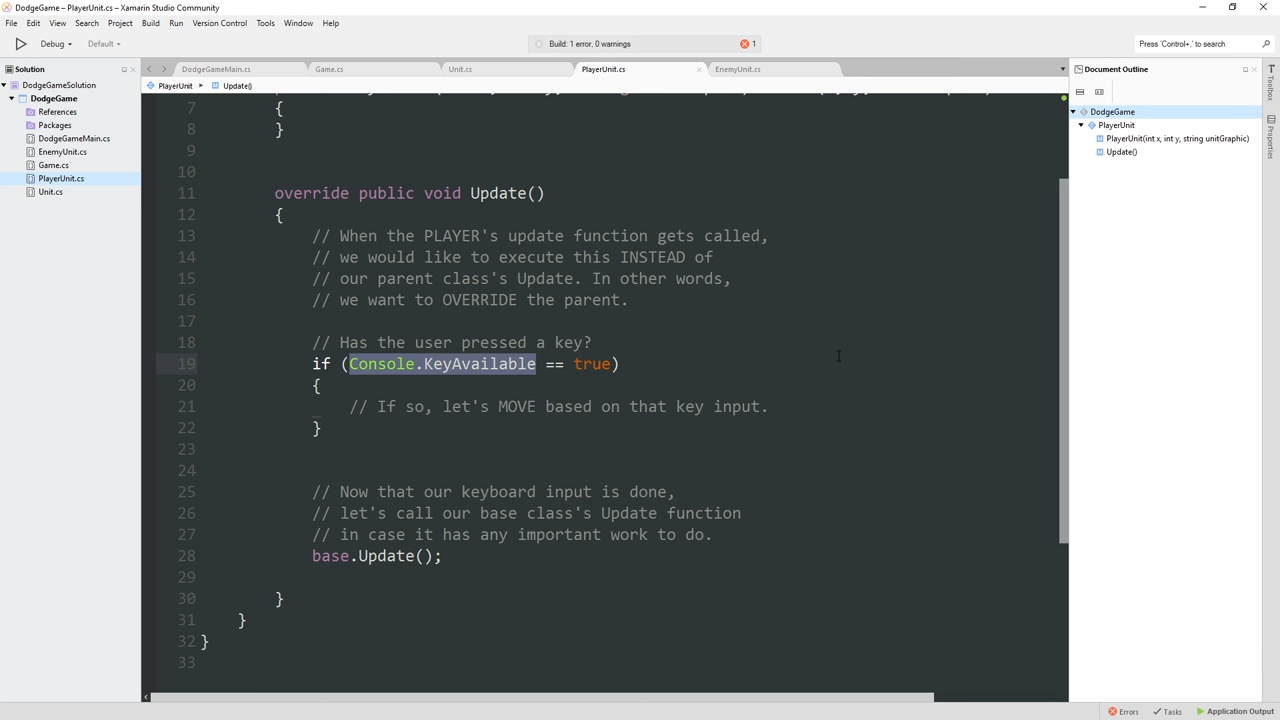 DodgeGame – PlayerUnit.cs – Xamarin Studio Community
File Edit View Search Project Build Run Version Control Tools Window Help
Debug Default Build: 1 error, 0 warnings 1 Press 'Control+,' to search
Solution
DodgeGameSolution
DodgeGame
References
Packages
DodgeGameMain.cs
EnemyUnit.cs
Game.cs
PlayerUnit.cs
Unit.cs
DodgeGameMain.cs Game.cs Unit.cs PlayerUnit.cs EnemyUnit.cs
PlayerUnit Update()
7 {
8 }
9
10
11 override public void Update()
12 {
13 // When the PLAYER's update function gets called,
14 // we would like to execute this INSTEAD of
15 // our parent class's Update. In other words,
16 // we want to OVERRIDE the parent.
17
18 // Has the user pressed a key?
19 if (Console.KeyAvailable == true)
20 {
21 // If so, let's MOVE based on that key input.
22 }
23
24
25 // Now that our keyboard input is done,
26 // let's call our base class's Update function
27 // in case it has any important work to do.
28 base.Update();
29
30 }
31 }
32 }
33
Document Outline
DodgeGame
PlayerUnit
PlayerUnit(int x, int y, string unitGraphic)
Update()
Toolbox
Properties
Errors Tasks Application Output